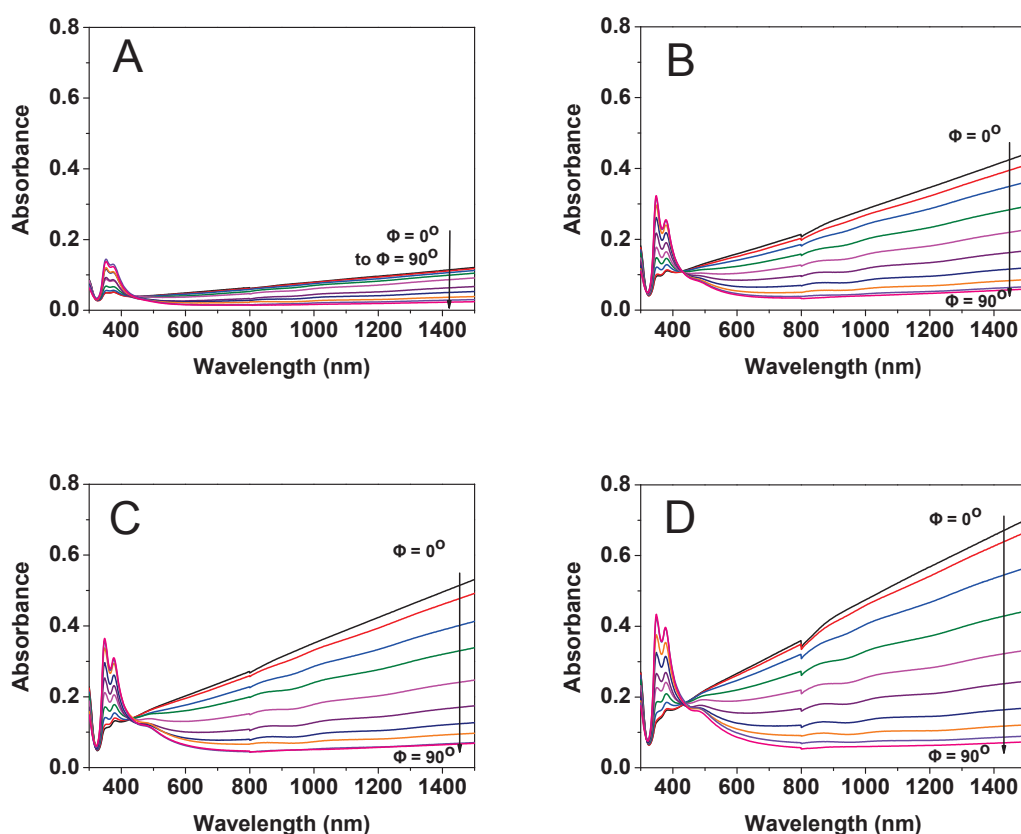 A
0.8
0.6
0.4
0.2
0.0
Absorbance
Φ = 0°
to Φ = 90°
400 600 800 1000 1200 1400
Wavelength (nm)
B
0.8
0.6
0.4
0.2
0.0
Absorbance
Φ = 0°
Φ = 90°
400 600 800 1000 1200 1400
Wavelength (nm)
C
0.8
0.6
0.4
0.2
0.0
Absorbance
Φ = 0°
Φ = 90°
400 600 800 1000 1200 1400
Wavelength (nm)
D
0.8
0.6
0.4
0.2
0.0
Absorbance
Φ = 0°
Φ = 90°
400 600 800 1000 1200 1400
Wavelength (nm)